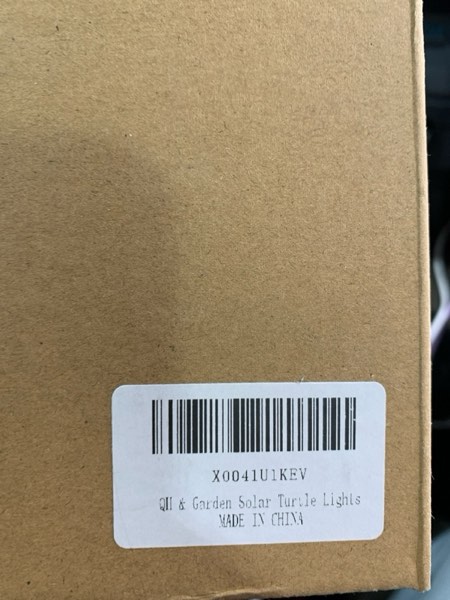 X0041U1KEV
QH & Garden Solar Turtle Lights
MADE IN CHINA